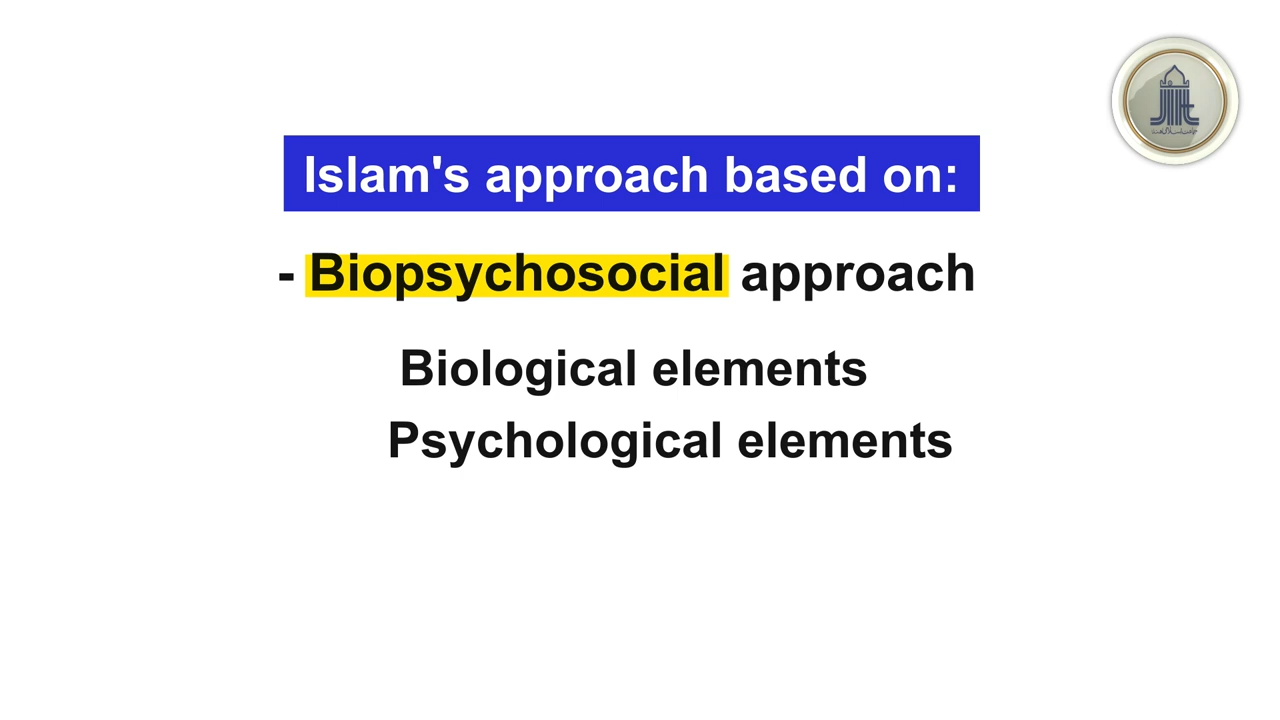 Islam's approach based on:
- Biopsychosocial approach
Biological elements
Psychological elements